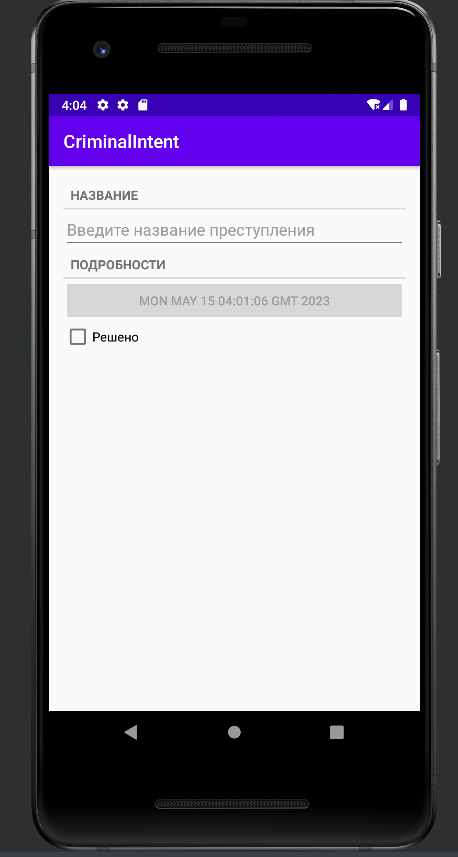 4:04
CriminalIntent
НАЗВАНИЕ
Введите название преступления
ПОДРОБНОСТИ
MON MAY 15 04:01:06 GMT 2023
Решено